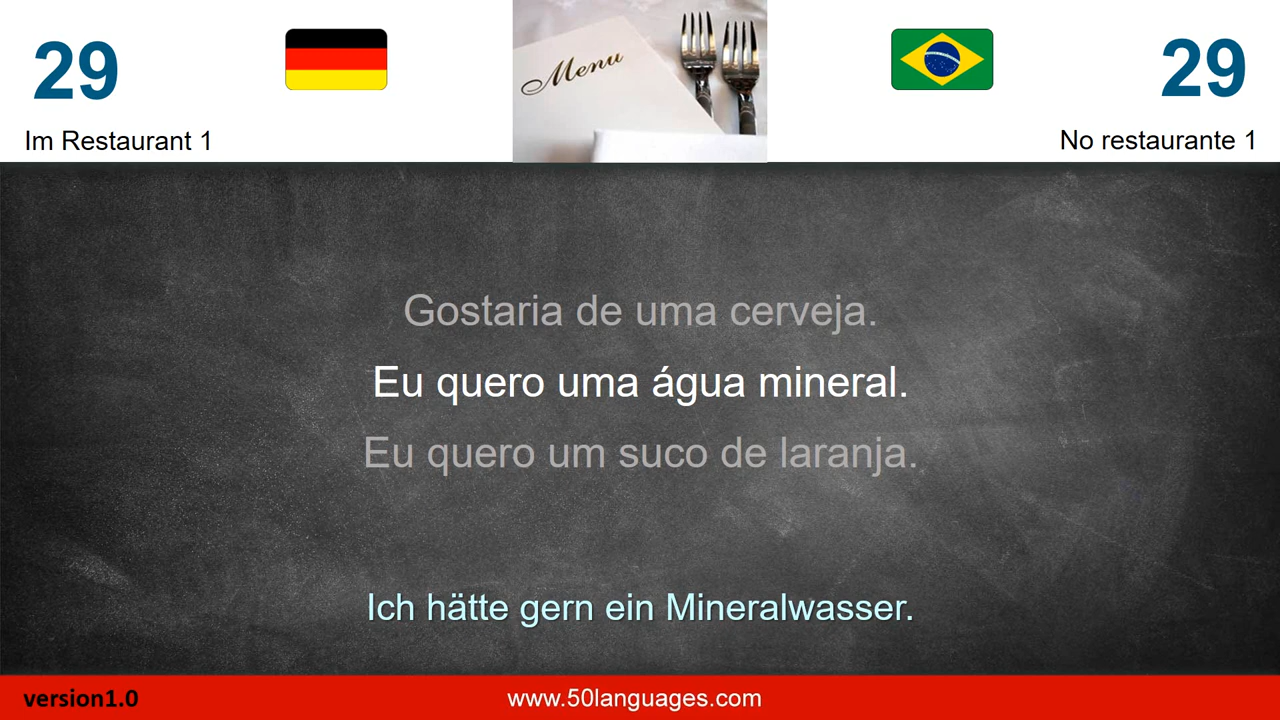 29
29
Im Restaurant 1
Menu
No restaurante 1
Gostaria de uma cerveja.
Eu quero uma água mineral.
Eu quero um suco de laranja.
Ich hätte gern ein Mineralwasser.
version1.0
www.50languages.com